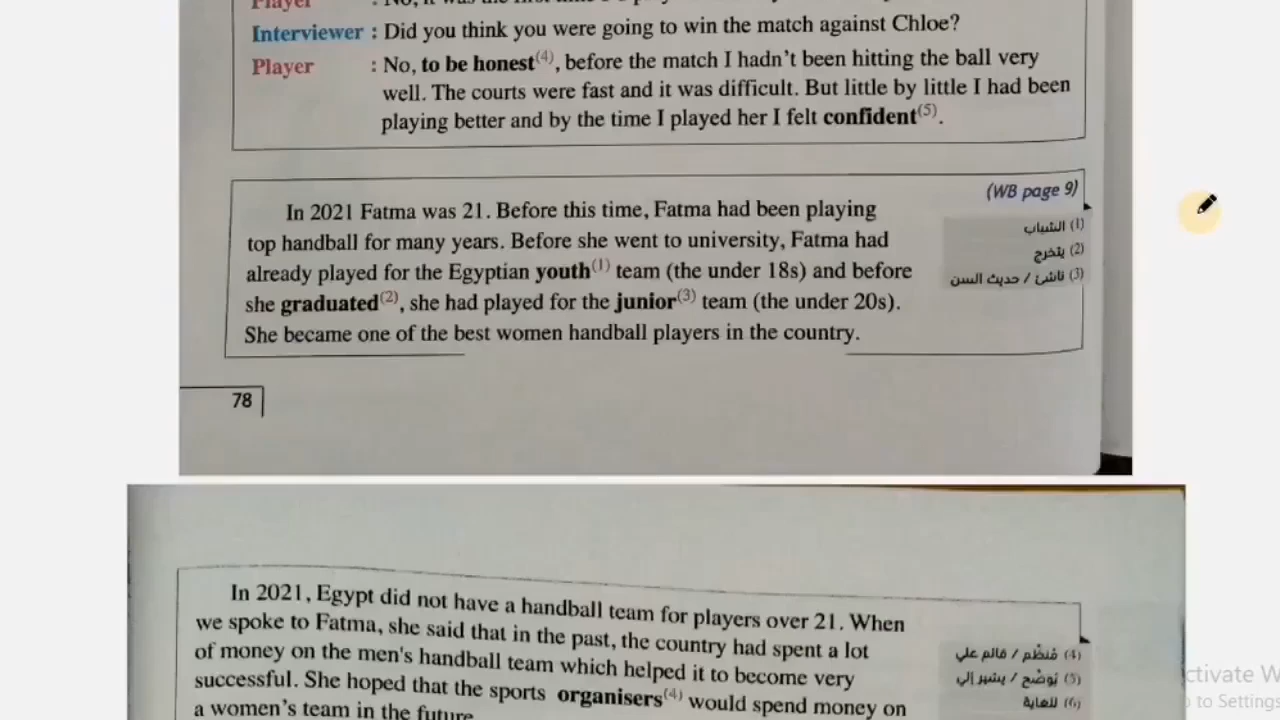 Player
Interviewer : Did you think you were going to win the match against Chloe?
Player : No, to be honest(4), before the match I hadn't been hitting the ball very
well. The courts were fast and it was difficult. But little by little I had been
playing better and by the time I played her I felt confident(5).
(WB page 9)
In 2021 Fatma was 21. Before this time, Fatma had been playing
top handball for many years. Before she went to university, Fatma had
already played for the Egyptian youth(1) team (the under 18s) and before
she graduated(2), she had played for the junior(3) team (the under 20s).
She became one of the best women handball players in the country.
(1) الشباب
(2) يتخرج
(3) ناشئ / حديث السن
78
In 2021, Egypt did not have a handball team for players over 21. When
we spoke to Fatma, she said that in the past, the country had spent a lot
of money on the men's handball team which helped it to become very
successful. She hoped that the sports organisers(4) would spend money on
a women's team in the future
(4) مُنظِّم / قائم على
(5) يُوضِّح / يشير إلى
(6) للغاية
ctivate W
to Settings